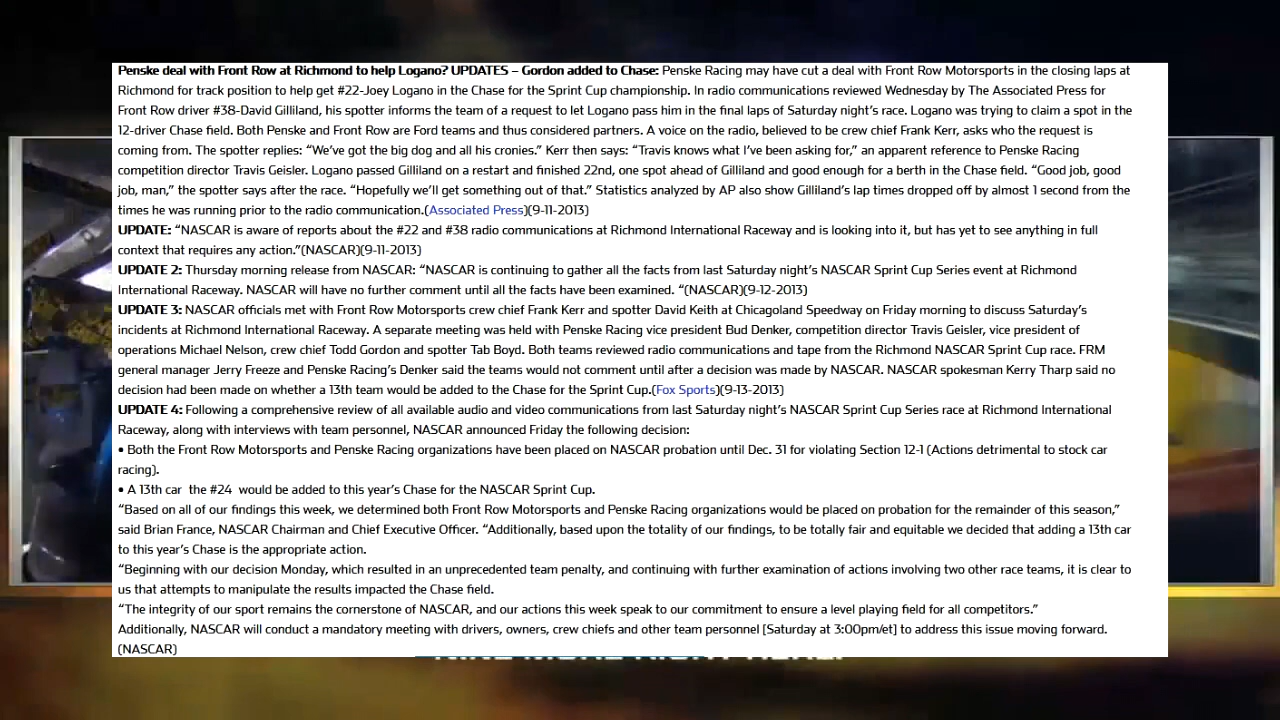 Penske deal with Front Row at Richmond to help Logano? UPDATES – Gordon added to Chase: Penske Racing may have cut a deal with Front Row Motorsports in the closing laps at
Richmond for track position to help get #22-Joey Logano in the Chase for the Sprint Cup championship. In radio communications reviewed Wednesday by The Associated Press for
Front Row driver #38-David Gilliland, his spotter informs the team of a request to let Logano pass him in the final laps of Saturday night's race. Logano was trying to claim a spot in the
12-driver Chase field. Both Penske and Front Row are Ford teams and thus considered partners. A voice on the radio, believed to be crew chief Frank Kerr, asks who the request is
coming from. The spotter replies: “We've got the big dog and all his cronies.” Kerr then says: “Travis knows what I've been asking for,” an apparent reference to Penske Racing
competition director Travis Geisler. Logano passed Gilliland on a restart and finished 22nd, one spot ahead of Gilliland and good enough for a berth in the Chase field. “Good job, good
job, man,” the spotter says after the race. “Hopefully we'll get something out of that.” Statistics analyzed by AP also show Gilliland's lap times dropped off by almost 1 second from the
times he was running prior to the radio communication.(Associated Press)(9-11-2013)
UPDATE: “NASCAR is aware of reports about the #22 and #38 radio communications at Richmond International Raceway and is looking into it, but has yet to see anything in full
context that requires any action.”(NASCAR)(9-11-2013)
UPDATE 2: Thursday morning release from NASCAR: “NASCAR is continuing to gather all the facts from last Saturday night's NASCAR Sprint Cup Series event at Richmond
International Raceway. NASCAR will have no further comment until all the facts have been examined. “(NASCAR)(9-12-2013)
UPDATE 3: NASCAR officials met with Front Row Motorsports crew chief Frank Kerr and spotter David Keith at Chicagoland Speedway on Friday morning to discuss Saturday's
incidents at Richmond International Raceway. A separate meeting was held with Penske Racing vice president Bud Denker, competition director Travis Geisler, vice president of
operations Michael Nelson, crew chief Todd Gordon and spotter Tab Boyd. Both teams reviewed radio communications and tape from the Richmond NASCAR Sprint Cup race. FRM
general manager Jerry Freeze and Penske Racing's Denker said the teams would not comment until after a decision was made by NASCAR. NASCAR spokesman Kerry Tharp said no
decision had been made on whether a 13th team would be added to the Chase for the Sprint Cup.(Fox Sports)(9-13-2013)
UPDATE 4: Following a comprehensive review of all available audio and video communications from last Saturday night's NASCAR Sprint Cup Series race at Richmond International
Raceway, along with interviews with team personnel, NASCAR announced Friday the following decision:
• Both the Front Row Motorsports and Penske Racing organizations have been placed on NASCAR probation until Dec. 31 for violating Section 12-1 (Actions detrimental to stock car
racing).
• A 13th car the #24 would be added to this year's Chase for the NASCAR Sprint Cup.
“Based on all of our findings this week, we determined both Front Row Motorsports and Penske Racing organizations would be placed on probation for the remainder of this season,”
said Brian France, NASCAR Chairman and Chief Executive Officer. “Additionally, based upon the totality of our findings, to be totally fair and equitable we decided that adding a 13th car
to this year's Chase is the appropriate action.
“Beginning with our decision Monday, which resulted in an unprecedented team penalty, and continuing with further examination of actions involving two other race teams, it is clear to
us that attempts to manipulate the results impacted the Chase field.
“The integrity of our sport remains the cornerstone of NASCAR, and our actions this week speak to our commitment to ensure a level playing field for all competitors.”
Additionally, NASCAR will conduct a mandatory meeting with drivers, owners, crew chiefs and other team personnel [Saturday at 3:00pm/et] to address this issue moving forward.
(NASCAR)